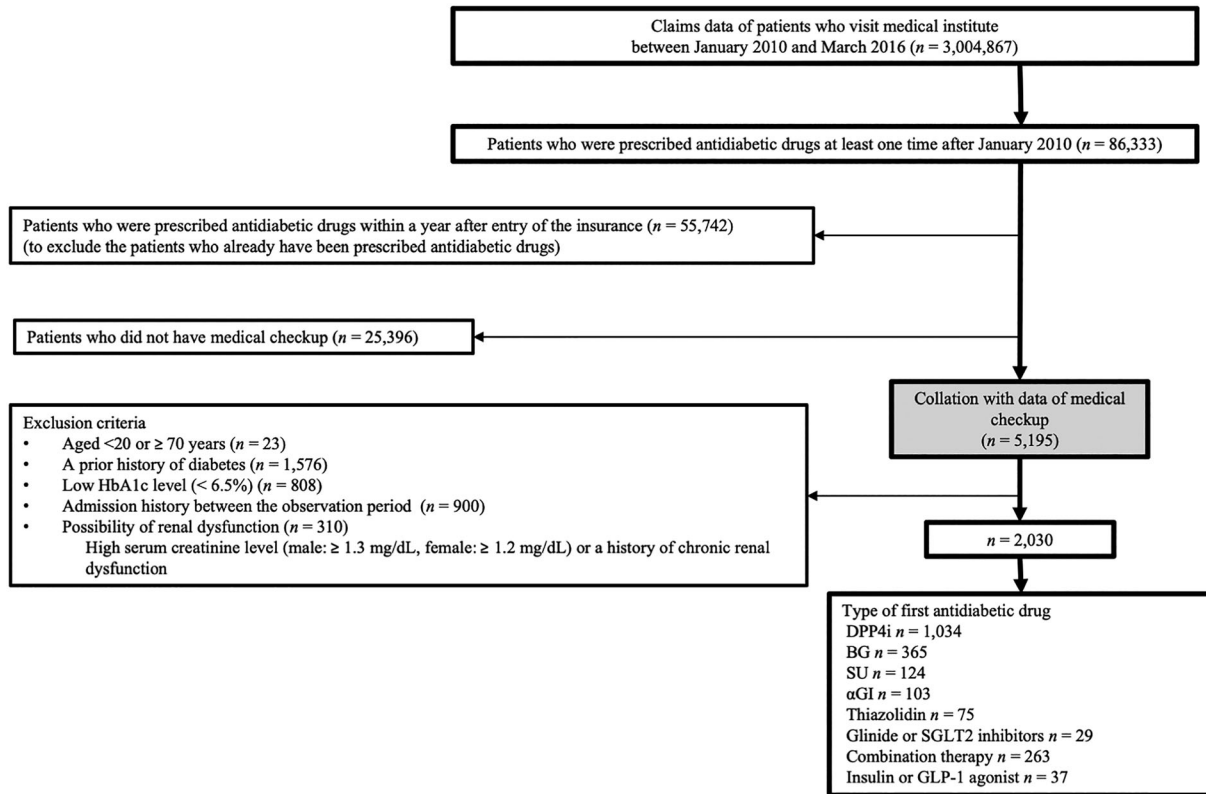 Claims data of patients who visit medical institute
between January 2010 and March 2016 (n = 3,004,867)
Patients who were prescribed antidiabetic drugs at least one time after January 2010 (n = 86,333)
Patients who were prescribed antidiabetic drugs within a year after entry of the insurance (n = 55,742)
(to exclude the patients who already have been prescribed antidiabetic drugs)
Patients who did not have medical checkup (n = 25,396)
Collation with data of medical
checkup
(n = 5,195)
Exclusion criteria
• Aged <20 or ≥ 70 years (n = 23)
• A prior history of diabetes (n = 1,576)
• Low HbA1c level (< 6.5%) (n = 808)
• Admission history between the observation period (n = 900)
• Possibility of renal dysfunction (n = 310)
High serum creatinine level (male: ≥ 1.3 mg/dL, female: ≥ 1.2 mg/dL) or a history of chronic renal
dysfunction
n = 2,030
Type of first antidiabetic drug
DPP4i n = 1,034
BG n = 365
SU n = 124
αGI n = 103
Thiazolidin n = 75
Glinide or SGLT2 inhibitors n = 29
Combination therapy n = 263
Insulin or GLP-1 agonist n = 37